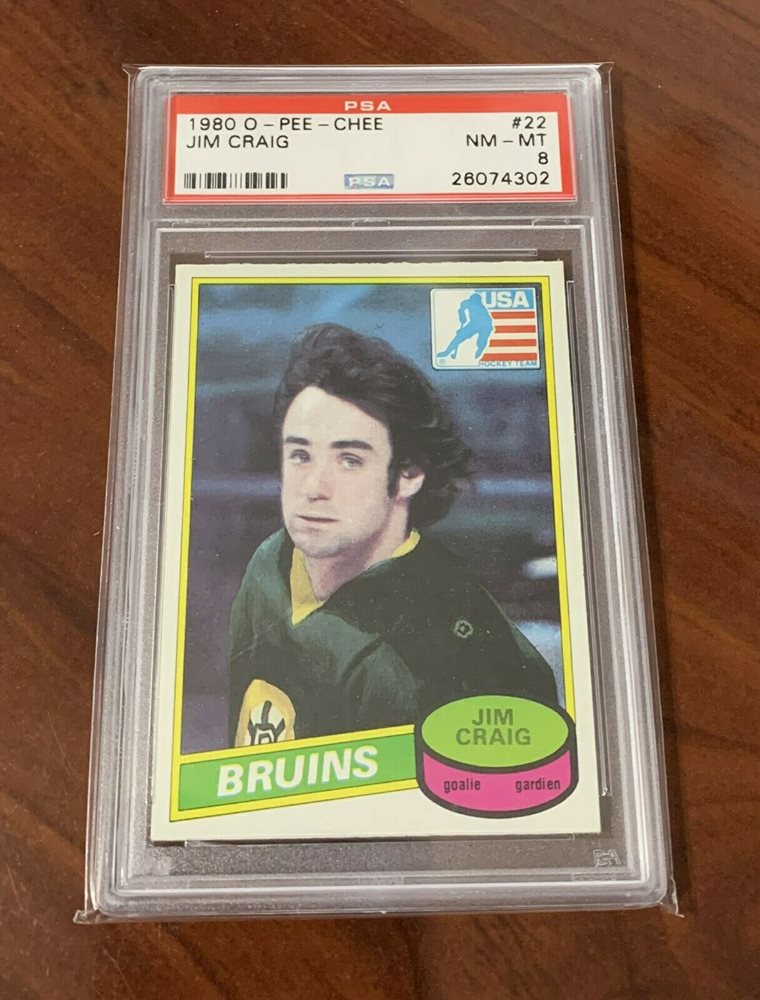 PSA
1980 O-PEE-CHEE #22
JIM CRAIG NM-MT
8
PSA 26074302
USA
®
HOCKEY TEAM
JIM
CRAIG
BRUINS
goalie gardien
PSA